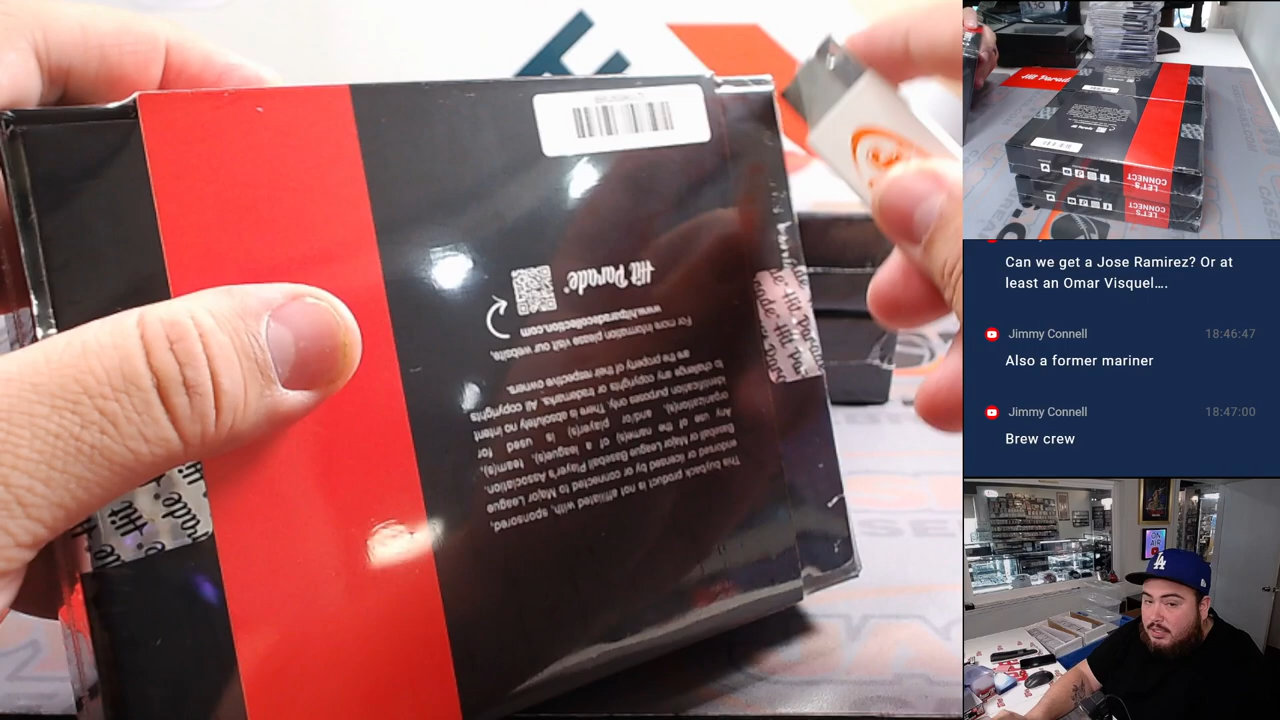 This buyback product is not affiliated with, sponsored,
endorsed or licensed by or connected to Major League
Baseball or Major League Baseball Player's Association.
Any use of the name(s) of a league(s), team(s),
organization(s), and/or player(s) is used for
identification purposes only. There is absolutely no intent
to challenge any copyrights or trademarks. All copyrights
are the property of their respective owners.
For more information please visit our website,
www.hitparadecollection.com
Hit Parade
Hit Parade
LET'S
CONNECT
LET'S
CONNECT
Can we get a Jose Ramirez? Or at
least an Omar Visquel....
Jimmy Connell 18:46:47
Also a former mariner
Jimmy Connell 18:47:00
Brew crew
ON
AIR
LA